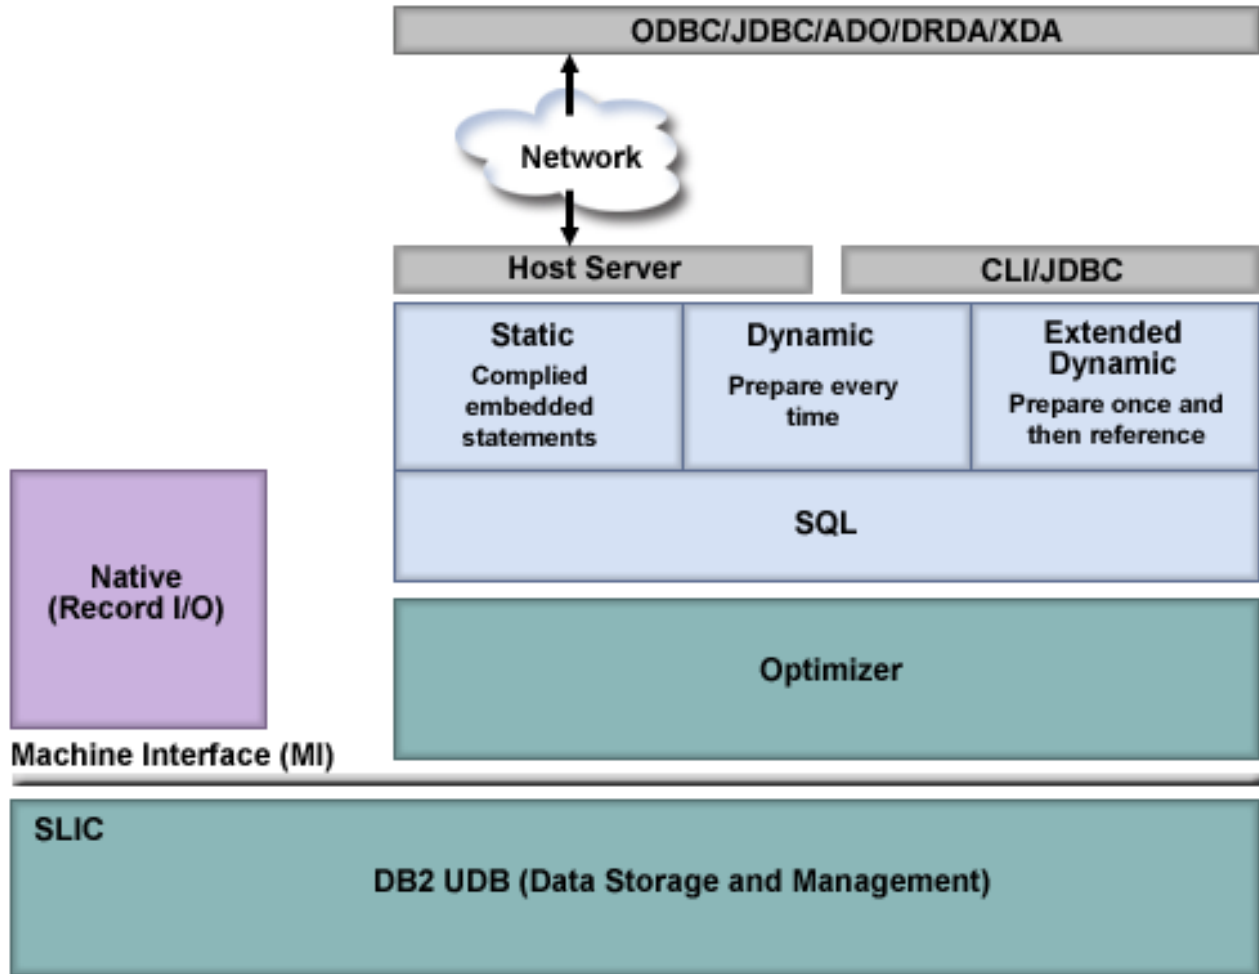 ODBC/JDBC/ADO/DRDA/XDA
Network
Host Server
CLI/JDBC
Static
Complied
embedded
statements
Dynamic
Prepare every
time
Extended
Dynamic
Prepare once and
then reference
SQL
Native
(Record I/O)
Optimizer
Machine Interface (MI)
SLIC
DB2 UDB (Data Storage and Management)